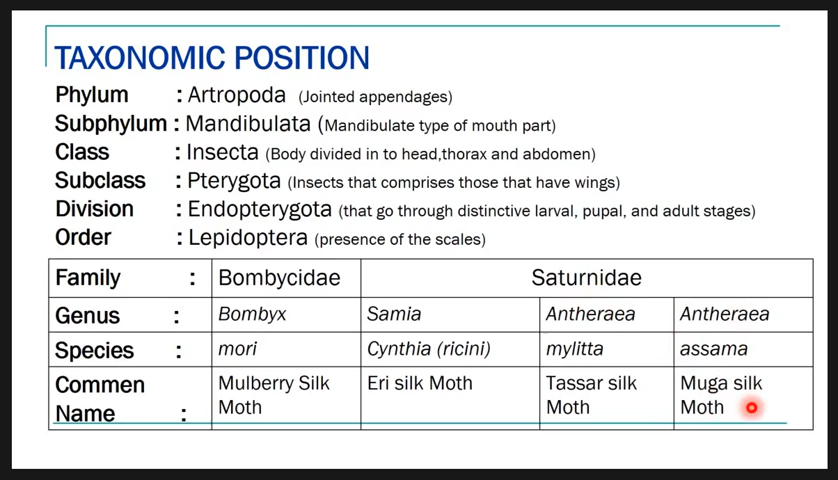 TAXONOMIC POSITION
Phylum : Artropoda (Jointed appendages)
Subphylum : Mandibulata (Mandibulate type of mouth part)
Class : Insecta (Body divided in to head,thorax and abdomen)
Subclass : Pterygota (Insects that comprises those that have wings)
Division : Endopterygota (that go through distinctive larval, pupal, and adult stages)
Order : Lepidoptera (presence of the scales)
Family : Bombycidae Saturnidae
Genus : Bombyx Samia Antheraea Antheraea
Species : mori Cynthia (ricini) mylitta assama
Commen Mulberry Silk Eri silk Moth Tassar silk Muga silk
Name : Moth Moth Moth